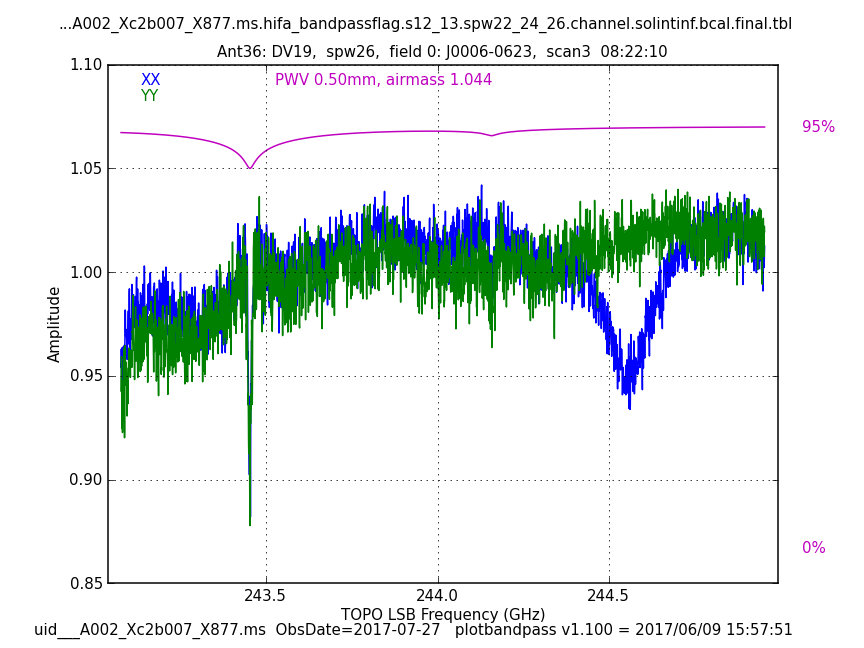 ...A002_Xc2b007_X877.ms.hifa_bandpassflag.s12_13.spw22_24_26.channel.solintinf.bcal.final.tbl
Ant36: DV19, spw26, field 0: J0006-0623, scan3 08:22:10
XX
YY
PWV 0.50mm, airmass 1.044
95%
0%
1.10
1.05
1.00
0.95
0.90
0.85
Amplitude
243.5 244.0 244.5
TOPO LSB Frequency (GHz)
uid___A002_Xc2b007_X877.ms ObsDate=2017-07-27 plotbandpass v1.100 = 2017/06/09 15:57:51